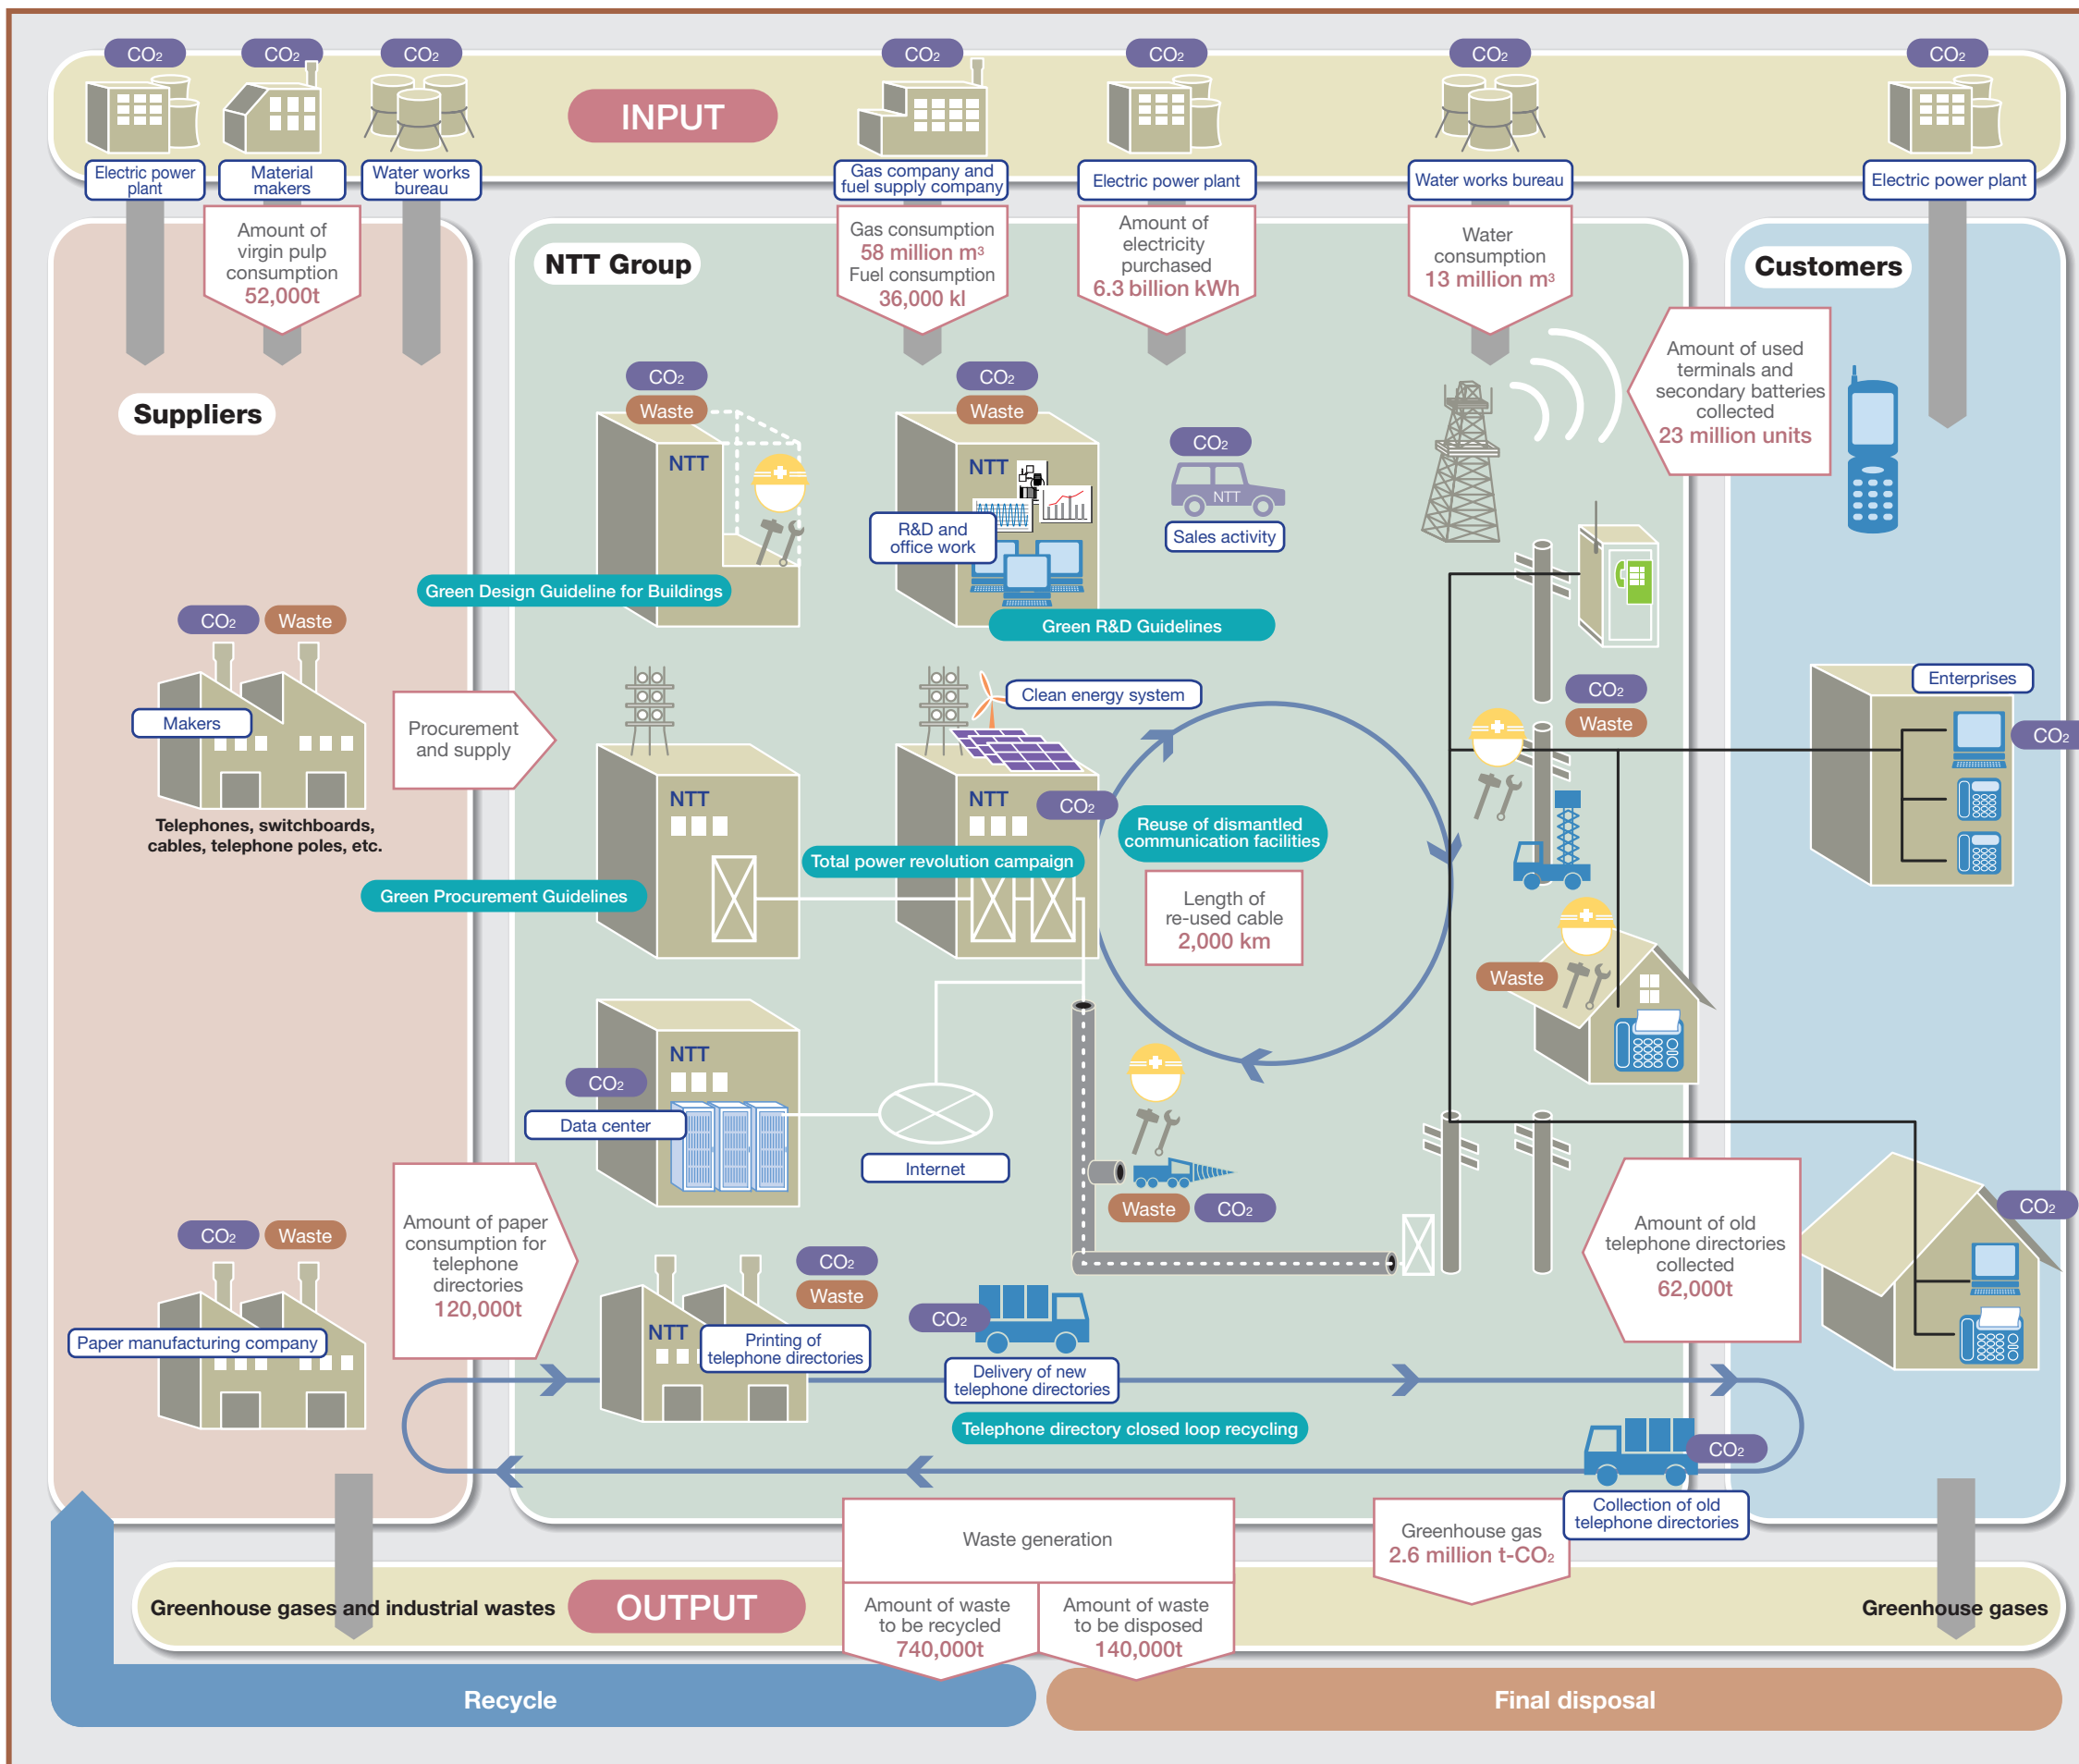 CO₂
CO₂
CO₂
CO₂
CO₂
CO₂
CO₂
INPUT
Electric power
plant
Material
makers
Water works
bureau
Gas company and
fuel supply company
Electric power plant
Water works bureau
Electric power plant
Amount of
virgin pulp
consumption
52,000t
NTT Group
Gas consumption
58 million m³
Fuel consumption
36,000 kl
Amount of
electricity
purchased
6.3 billion kWh
Water
consumption
13 million m³
Customers
Amount of used
terminals and
secondary batteries
collected
23 million units
Suppliers
CO₂
Waste
NTT
Green Design Guideline for Buildings
CO₂
Waste
NTT
R&D and
office work
Green R&D Guidelines
CO₂
NTT
Sales activity
CO₂
Waste
Makers
Telephones, switchboards,
cables, telephone poles, etc.
Procurement
and supply
Green Procurement Guidelines
NTT
Clean energy system
NTT
CO₂
Total power revolution campaign
Reuse of dismantled
communication facilities
Length of
re-used cable
2,000 km
CO₂
Waste
Waste
Enterprises
CO₂
NTT
CO₂
Data center
Internet
Waste
CO₂
CO₂
Waste
Paper manufacturing company
Amount of paper
consumption for
telephone
directories
120,000t
CO₂
Waste
NTT
Printing of
telephone directories
CO₂
Delivery of new
telephone directories
Telephone directory closed loop recycling
Amount of old
telephone directories
collected
62,000t
CO₂
CO₂
Collection of old
telephone directories
Waste generation
Greenhouse gas
2.6 million t-CO₂
Greenhouse gases and industrial wastes
OUTPUT
Amount of waste
to be recycled
740,000t
Amount of waste
to be disposed
140,000t
Greenhouse gases
Recycle
Final disposal